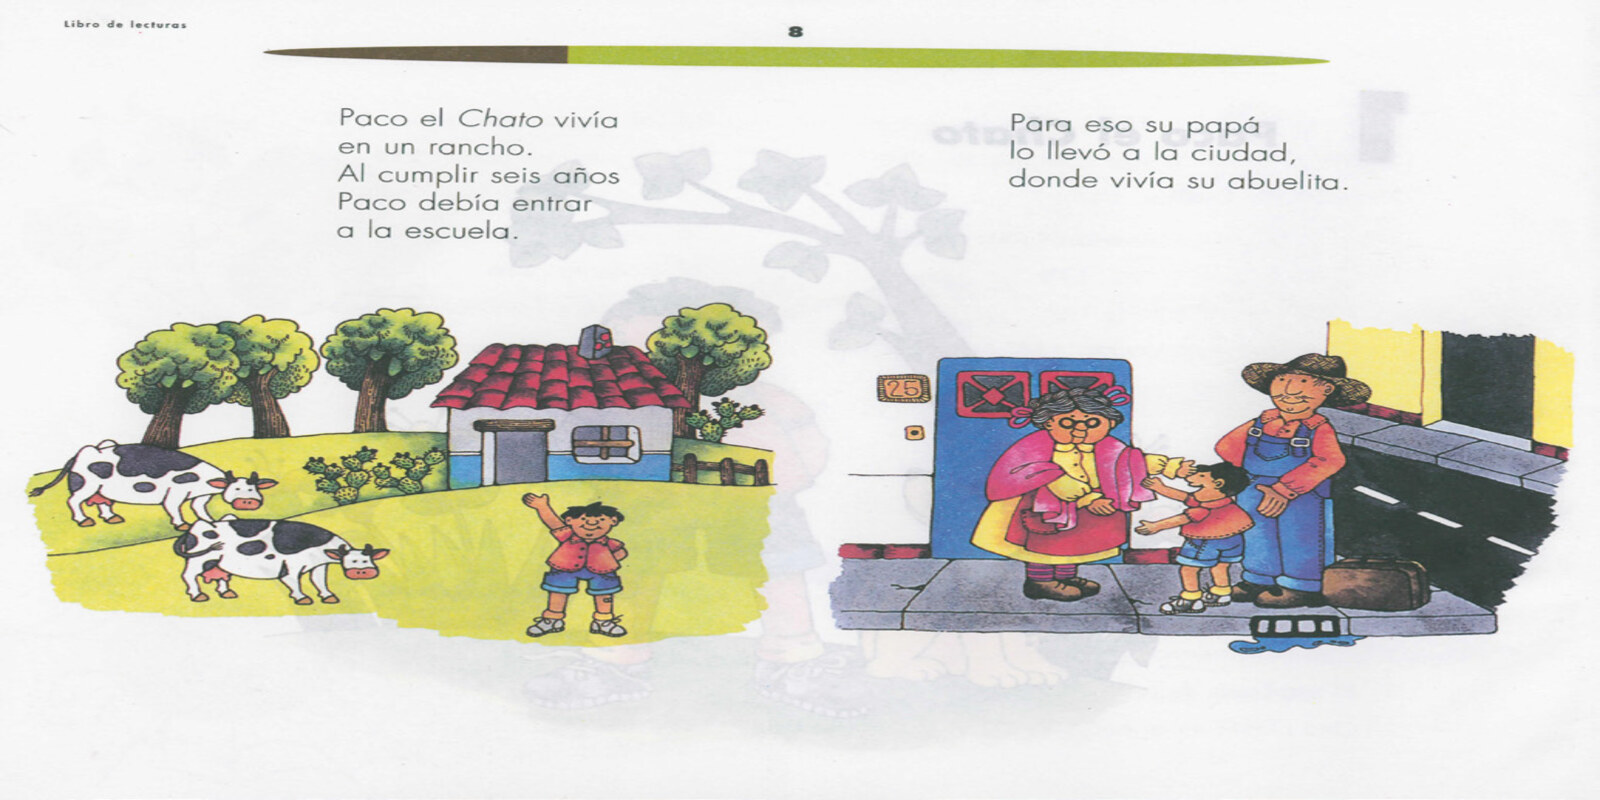 Libro de lecturas
8
Paco el Chato vivía
en un rancho.
Al cumplir seis años
Paco debía entrar
a la escuela.
Para eso su papá
lo llevó a la ciudad,
donde vivía su abuelita.
25